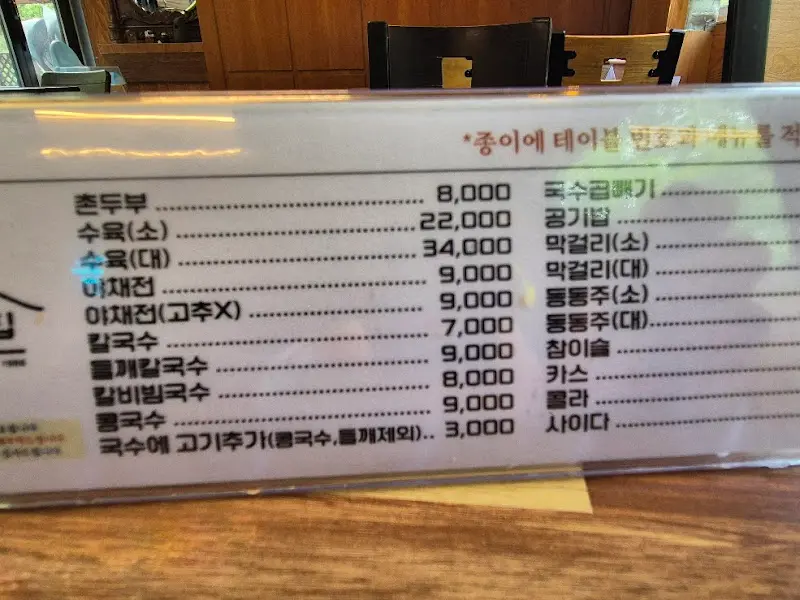 *종이에 테이블 번호과 메뉴를 적
촌두부 ........ 8,000
수육(소) ........ 22,000
수육(대) ........ 34,000
야채전 ........ 9,000
야채전(고추X) ........ 9,000
칼국수 ........ 7,000
들깨칼국수 ........ 9,000
칼비빔국수 ........ 8,000
콩국수 ........ 9,000
국수에 고기추가(콩국수,들깨제외).. 3,000
국수곱빼기 ........
공기밥 ........
막걸리(소) ........
막걸리(대) ........
동동주(소) ........
동동주(대) ........
참이슬 ........
카스 ........
콜라 ........
사이다 ........